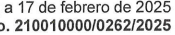 a 17 de febrero de 2025
o. 210010000/0262/2025